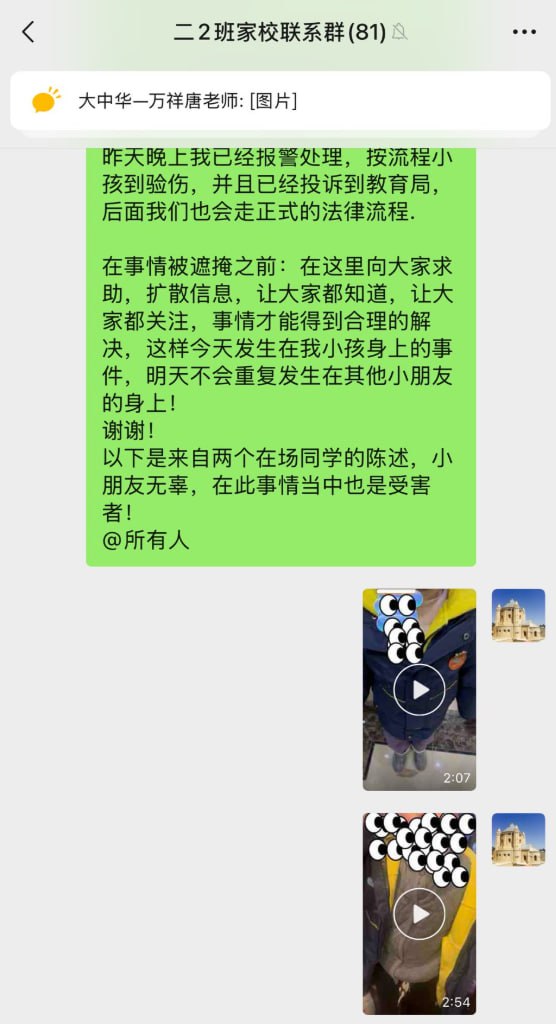 二2班家校联系群(81)
大中华—万祥唐老师: [图片]
昨天晚上我已经报警处理，按流程小
孩到验伤，并且已经投诉到教育局，
后面我们也会走正式的法律流程.
在事情被遮掩之前：在这里向大家求
助，扩散信息，让大家都知道，让大
家都关注，事情才能得到合理的解
决，这样今天发生在我小孩身上的事
件，明天不会重复发生在其他小朋友
的身上！
谢谢！
以下是来自两个在场同学的陈述，小
朋友无辜，在此事情当中也是受害
者！
@所有人
2:07
2:54